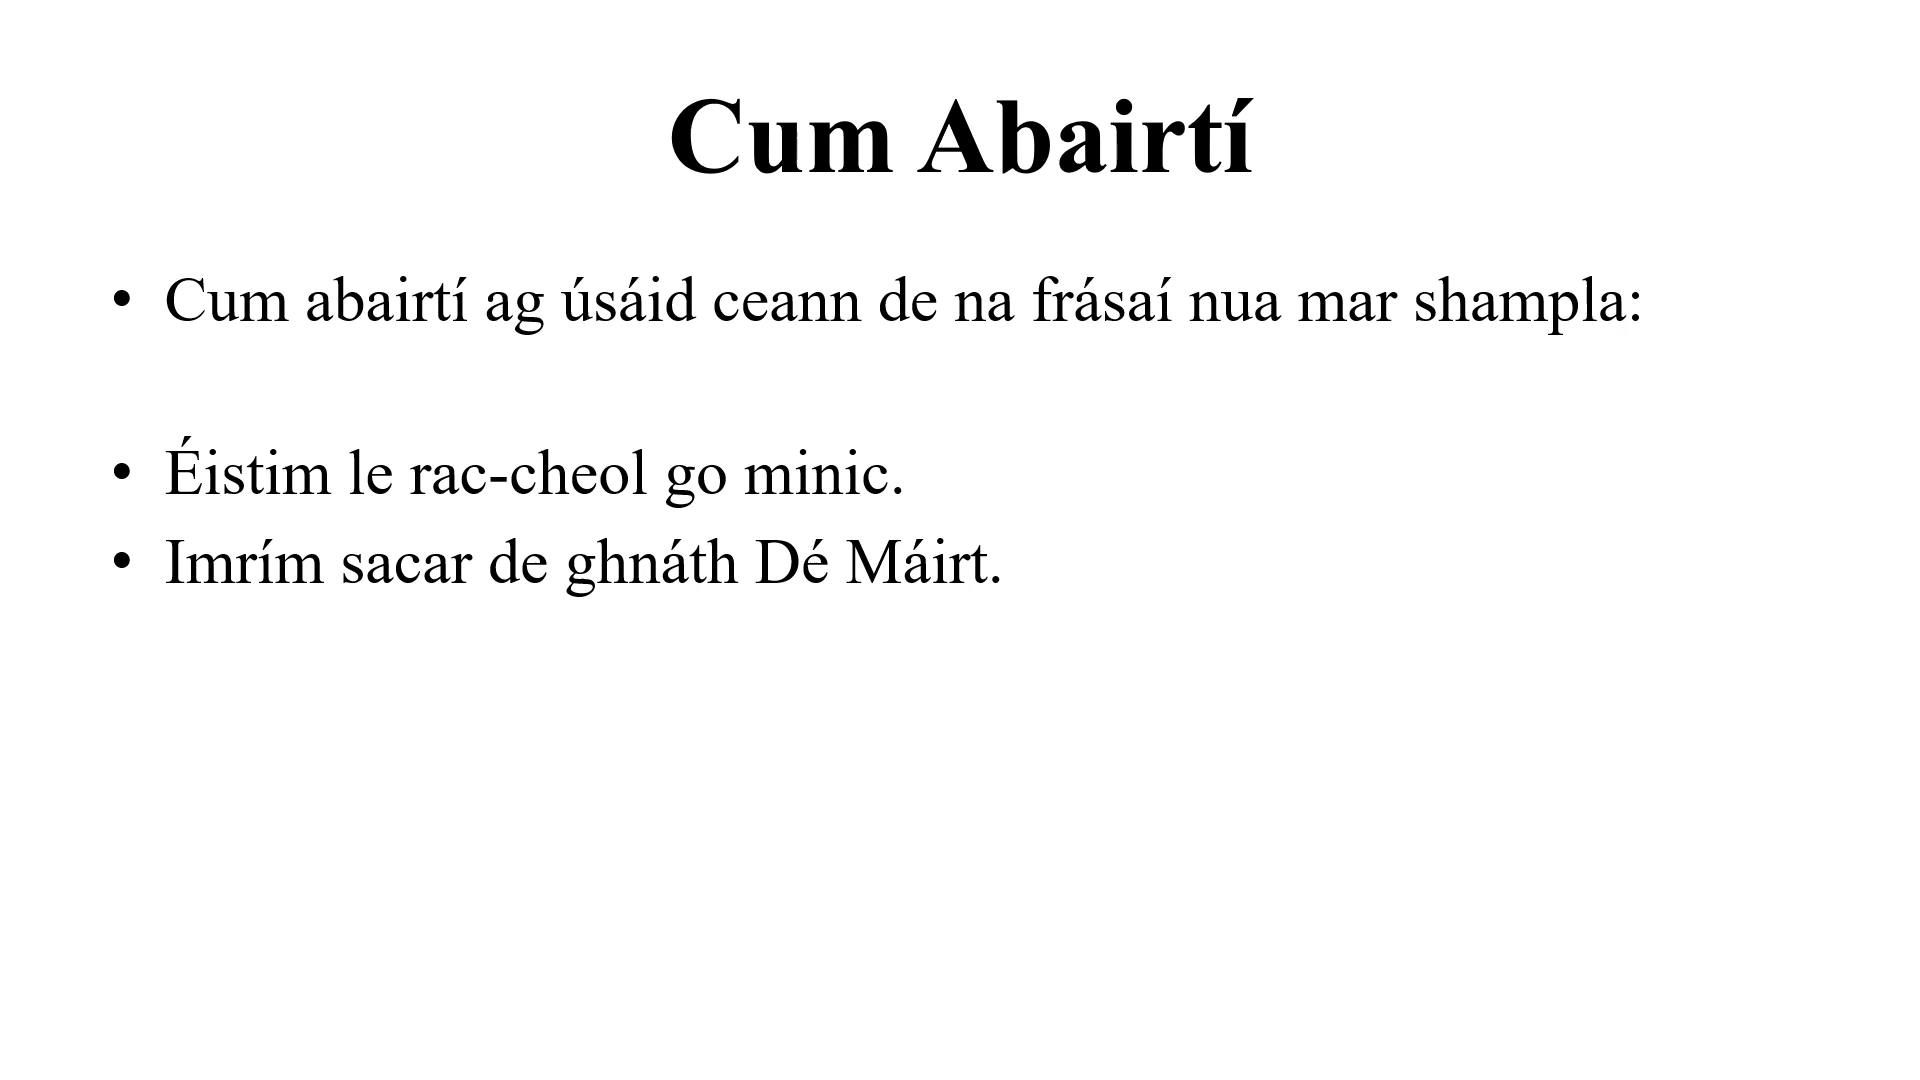 Cum Abairtí
• Cum abairtí ag úsáid ceann de na frásaí nua mar shampla:
• Éistim le rac-cheol go minic.
• Imrím sacar de ghnáth Dé Máirt.